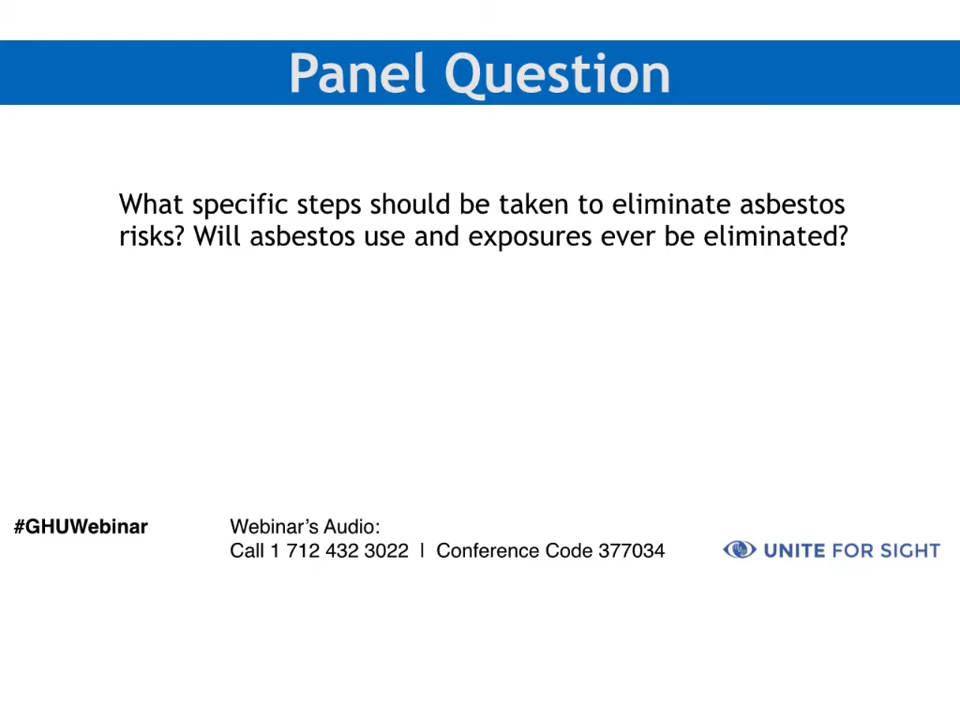 Panel Question
What specific steps should be taken to eliminate asbestos
risks? Will asbestos use and exposures ever be eliminated?
#GHUWebinar
Webinar's Audio:
Call 1 712 432 3022 | Conference Code 377034
UNITE FOR SIGHT